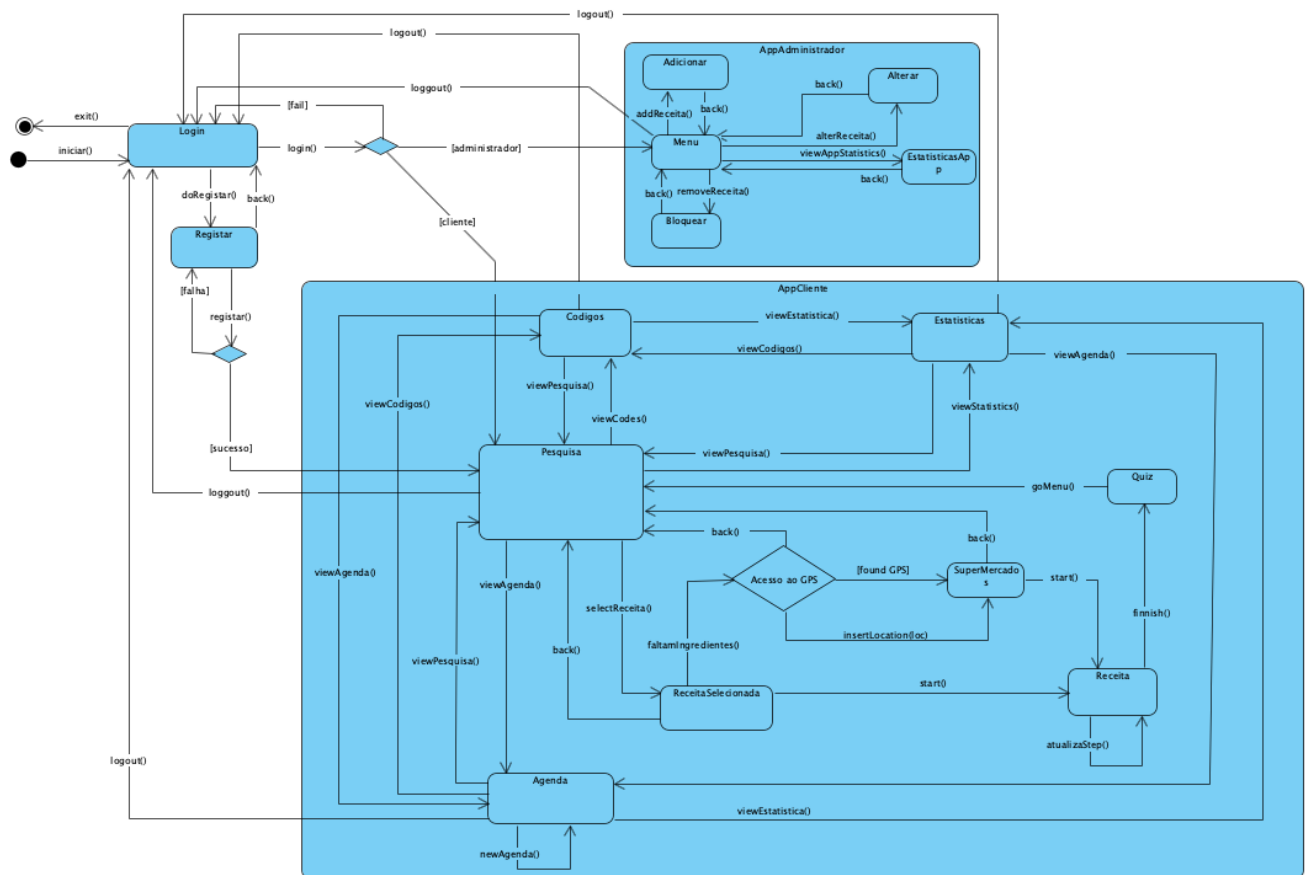 logout()
logout()
AppAdministrador
Adicionar
Alterar
back()
loggout()
[fail]
addReceita()
back()
exit()
Login
alterReceita()
Menu
iniciar()
login()
[administrador]
viewAppStatistics()
EstatisticasAp
p
back()
doRegistar()
back()
back()
removeReceita()
[cliente]
Bloquear
Registar
[falha]
AppCliente
registar()
Codigos
viewEstatistica()
Estatisticas
viewCodigos()
viewAgenda()
viewPesquisa()
viewCodigos()
viewStatistics()
viewCodes()
[sucesso]
Pesquisa
viewPesquisa()
Quiz
loggout()
goMenu()
back()
back()
viewAgenda()
viewAgenda()
Acesso ao GPS
[found GPS]
SuperMercado
s
start()
selectReceita()
finnish()
insertLocation(loc)
faltamIngredientes()
back()
viewPesquisa()
Receita
start()
ReceitaSelecionada
atualizaStep()
logout()
Agenda
viewEstatistica()
newAgenda()